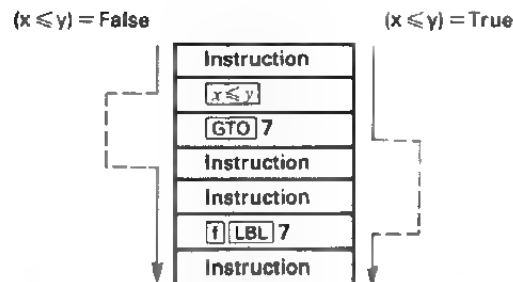 (x ≤ y) = False
(x ≤ y) = True
Instruction
x ≤ y
GTO 7
Instruction
Instruction
f LBL 7
Instruction